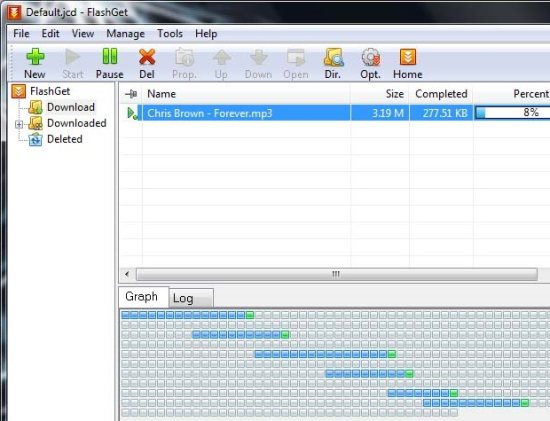 Default.jcd - FlashGet
File Edit View Manage Tools Help
New Start Pause Del Prop. Up Down Open Dir. Opt. Home
FlashGet
Download
Downloaded
Deleted
Name Size Completed Percent
Chris Brown - Forever.mp3 3.19 M 277.51 KB 8%
Graph Log